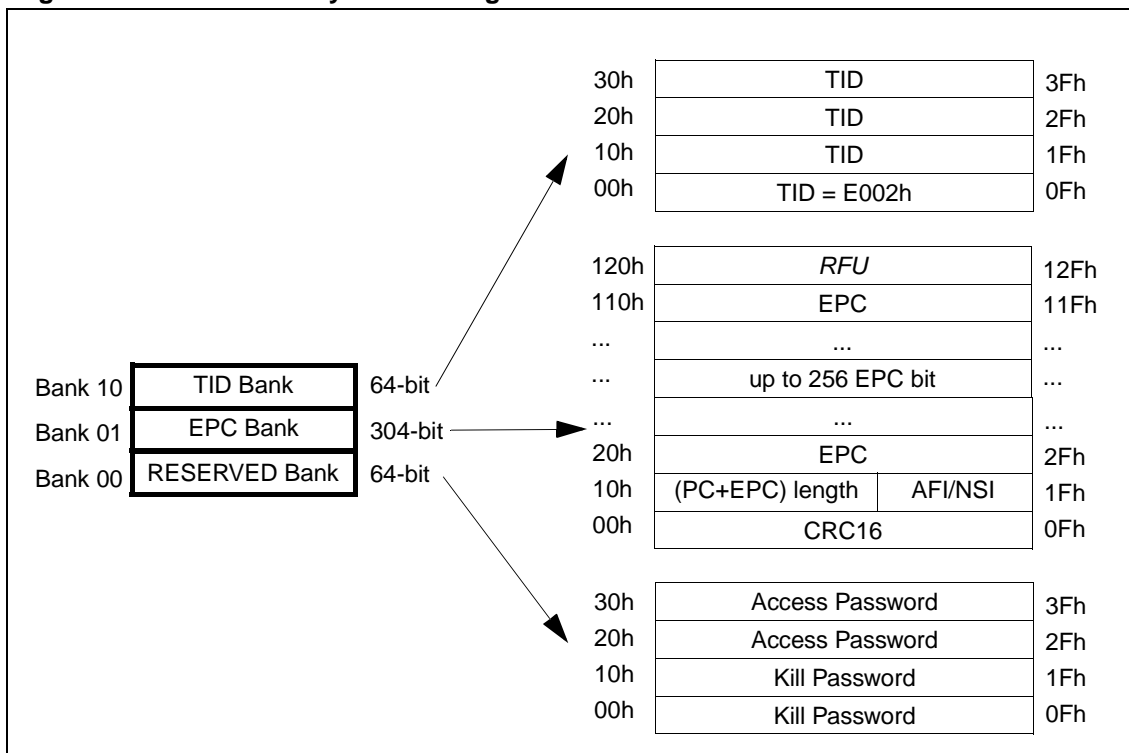 30h TID 3Fh
20h TID 2Fh
10h TID 1Fh
00h TID = E002h 0Fh
120h RFU 12Fh
110h EPC 11Fh
... ... ...
... up to 256 EPC bit ...
... ... ...
20h EPC 2Fh
10h (PC+EPC) length AFI/NSI 1Fh
00h CRC16 0Fh
Bank 10 TID Bank 64-bit
Bank 01 EPC Bank 304-bit
Bank 00 RESERVED Bank 64-bit
30h Access Password 3Fh
20h Access Password 2Fh
10h Kill Password 1Fh
00h Kill Password 0Fh